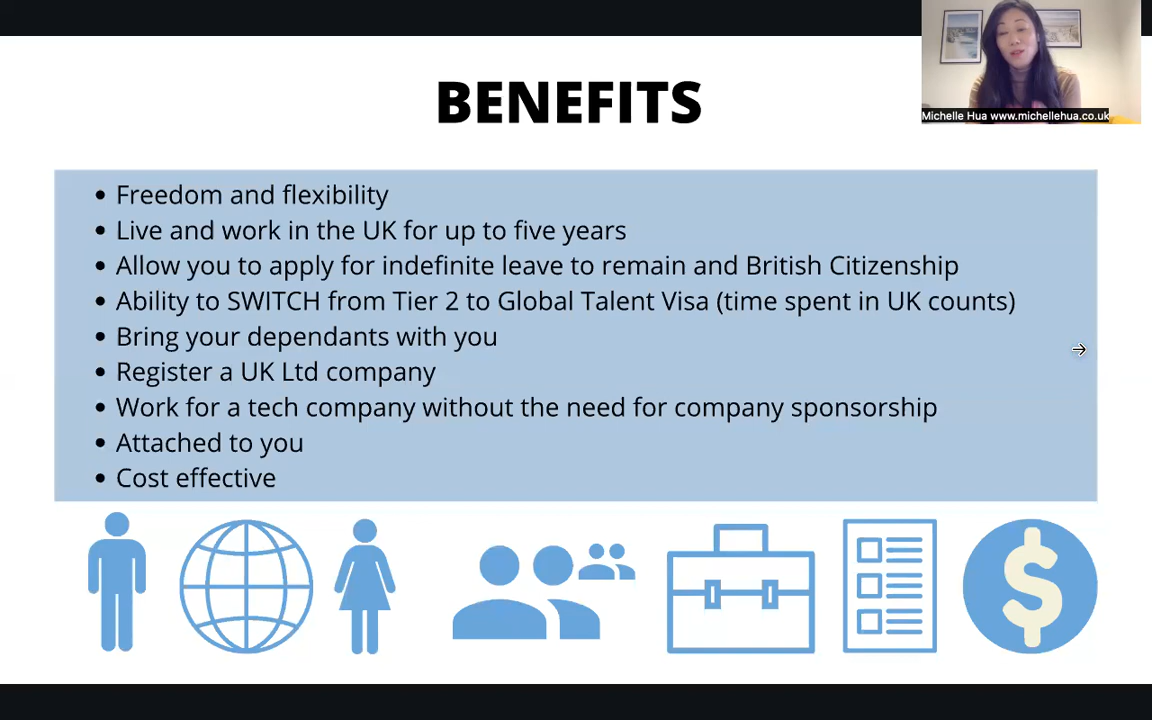 Michelle Hua www.michellehua.co.uk
BENEFITS
• Freedom and flexibility
• Live and work in the UK for up to five years
• Allow you to apply for indefinite leave to remain and British Citizenship
• Ability to SWITCH from Tier 2 to Global Talent Visa (time spent in UK counts)
• Bring your dependants with you
• Register a UK Ltd company
• Work for a tech company without the need for company sponsorship
• Attached to you
• Cost effective
$